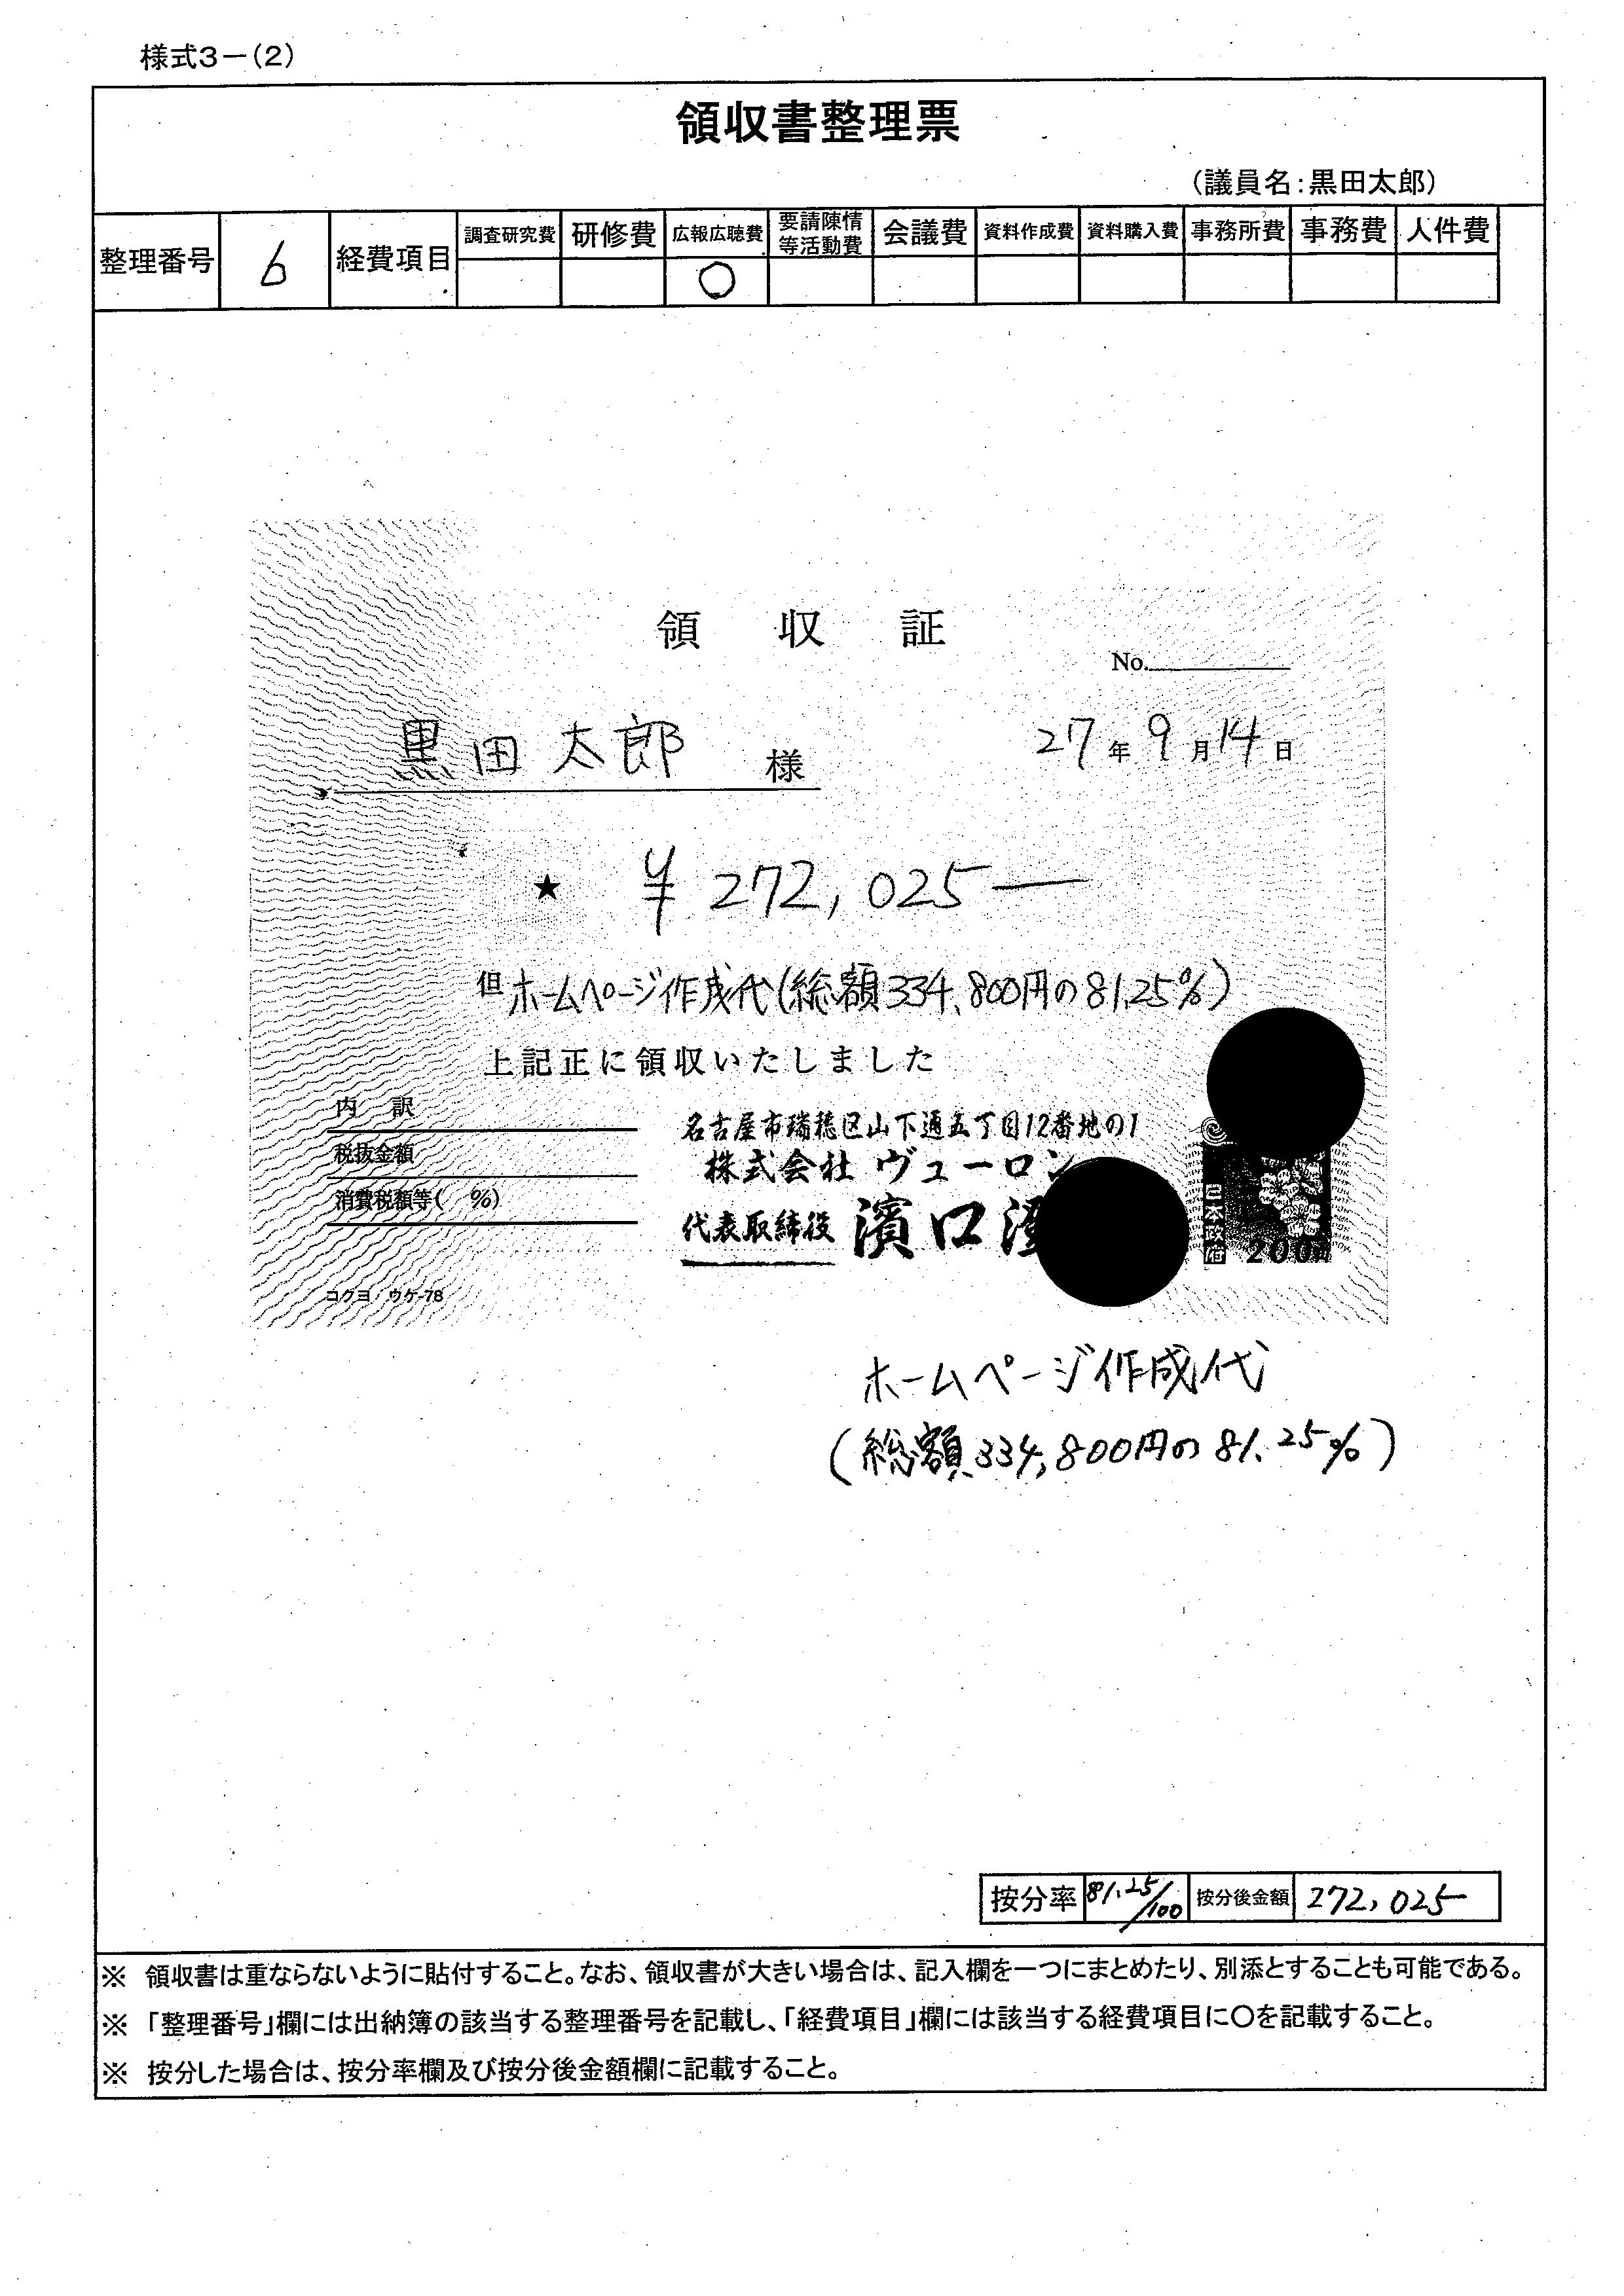 様式3－(2)
領収書整理票
(議員名:黒田太郎)
整理番号 6 経費項目 調査研究費 研修費 広報広聴費 要請陳情等活動費 会議費 資料作成費 資料購入費 事務所費 事務費 人件費
○
領収証
No.
黒田太郎 様 27年9月14日
★ ¥272,025―
但ホームページ作成代(総額334,800円の81.25%)
上記正に領収いたしました
内訳
税抜金額
消費税額等( %)
名古屋市瑞穂区山下通五丁目12番地の1
株式会社 ヴューロン
代表取締役 濱口
日本政府
200円
コクヨ ウケ-78
ホームページ作成代
(総額334,800円の81.25%)
按分率 81.25/100 按分後金額 272,025―
※ 領収書は重ならないように貼付すること。なお、領収書が大きい場合は、記入欄を一つにまとめたり、別添とすることも可能である。
※ 「整理番号」欄には出納簿の該当する整理番号を記載し、「経費項目」欄には該当する経費項目に○を記載すること。
※ 按分した場合は、按分率欄及び按分後金額欄に記載すること。